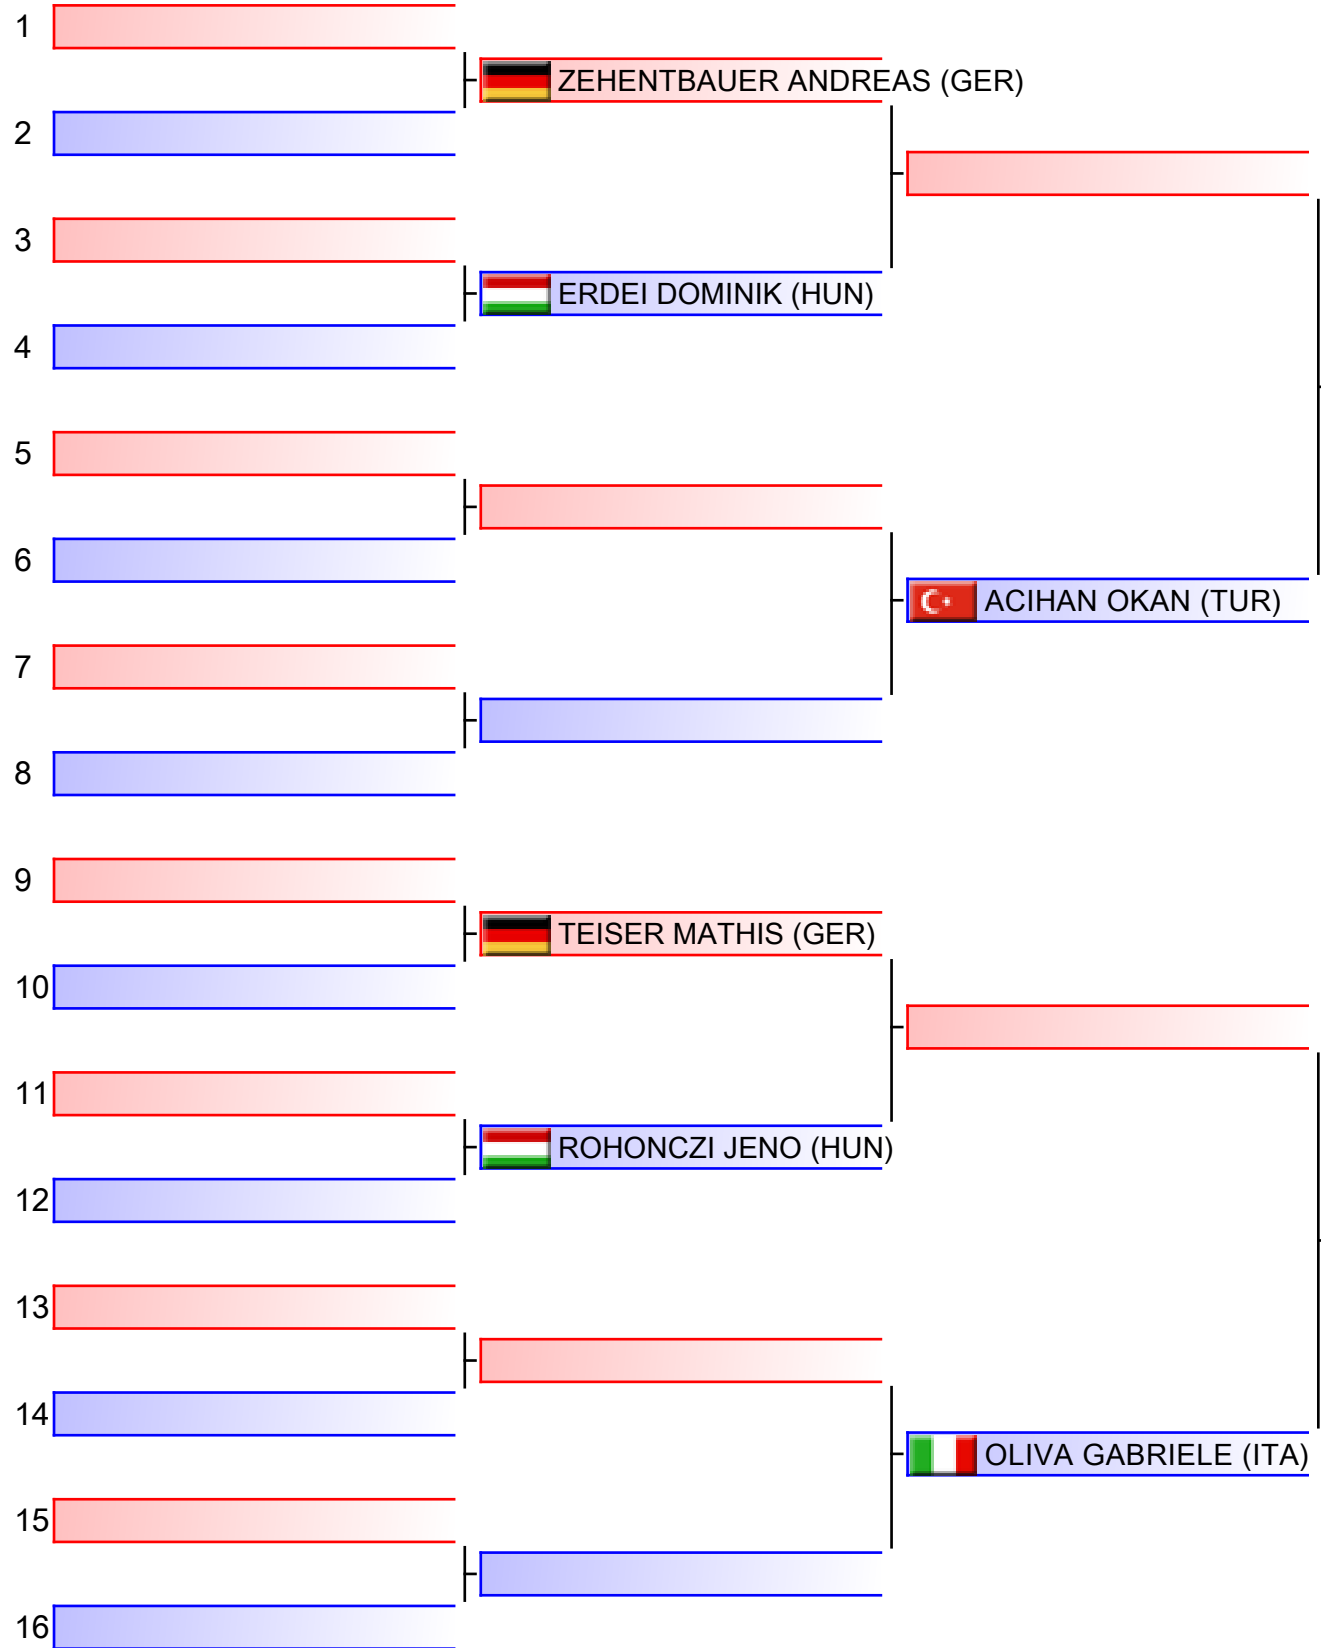 1
ZEHENTBAUER ANDREAS (GER)
2
3
ERDEI DOMINIK (HUN)
4
5
6
ACIHAN OKAN (TUR)
7
8
9
TEISER MATHIS (GER)
10
11
ROHONCZI JENO (HUN)
12
13
14
OLIVA GABRIELE (ITA)
15
16